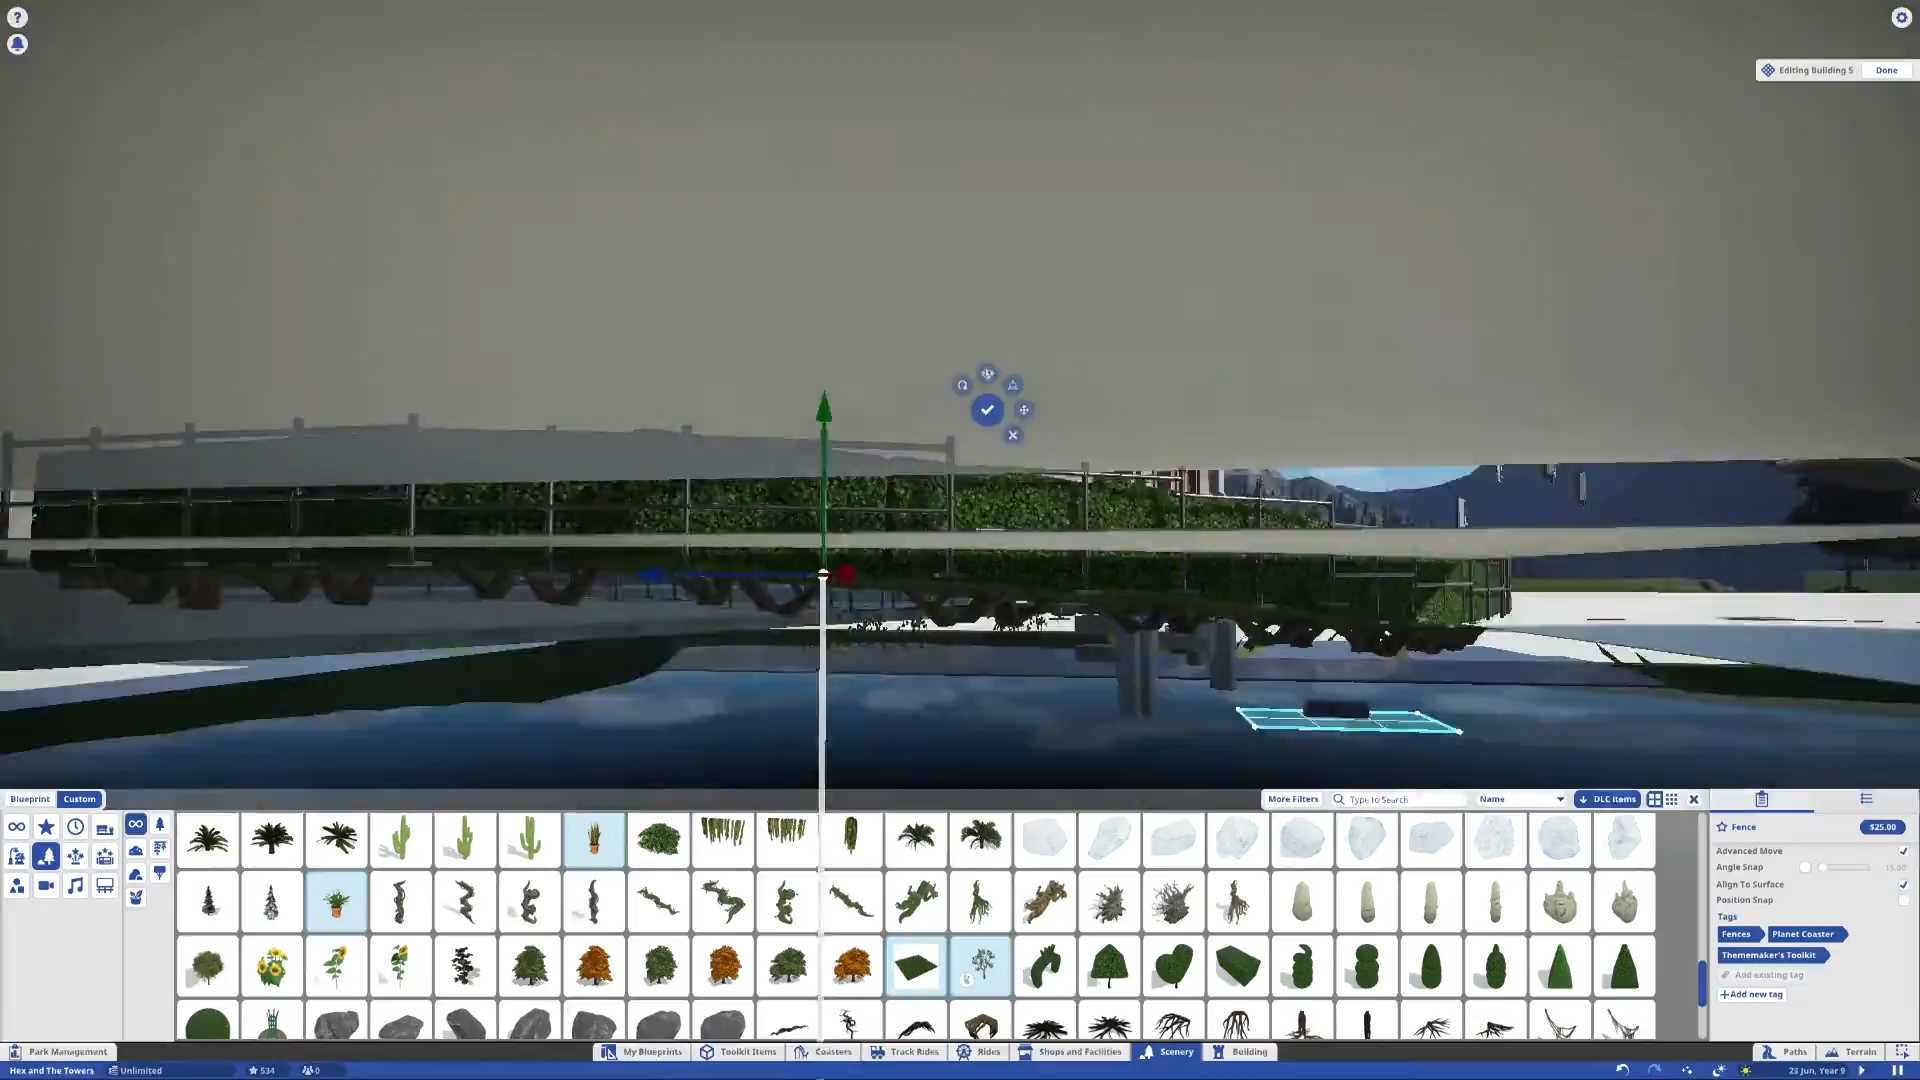 ?
Editing Building 5 Done
Blueprint Custom
More Filters Type to Search Name DLC Items
Fence $25.00
Advanced Move
Angle Snap 15.00
Align To Surface
Position Snap
Tags
Fences Planet Coaster
Thememaker's Toolkit
Add existing tag
+Add new tag
Park Management My Blueprints Toolkit Items Coasters Track Rides Rides Shops and Facilities Scenery Building Paths Terrain
Hex and The Towers Unlimited 534 0 23 Jun, Year 9